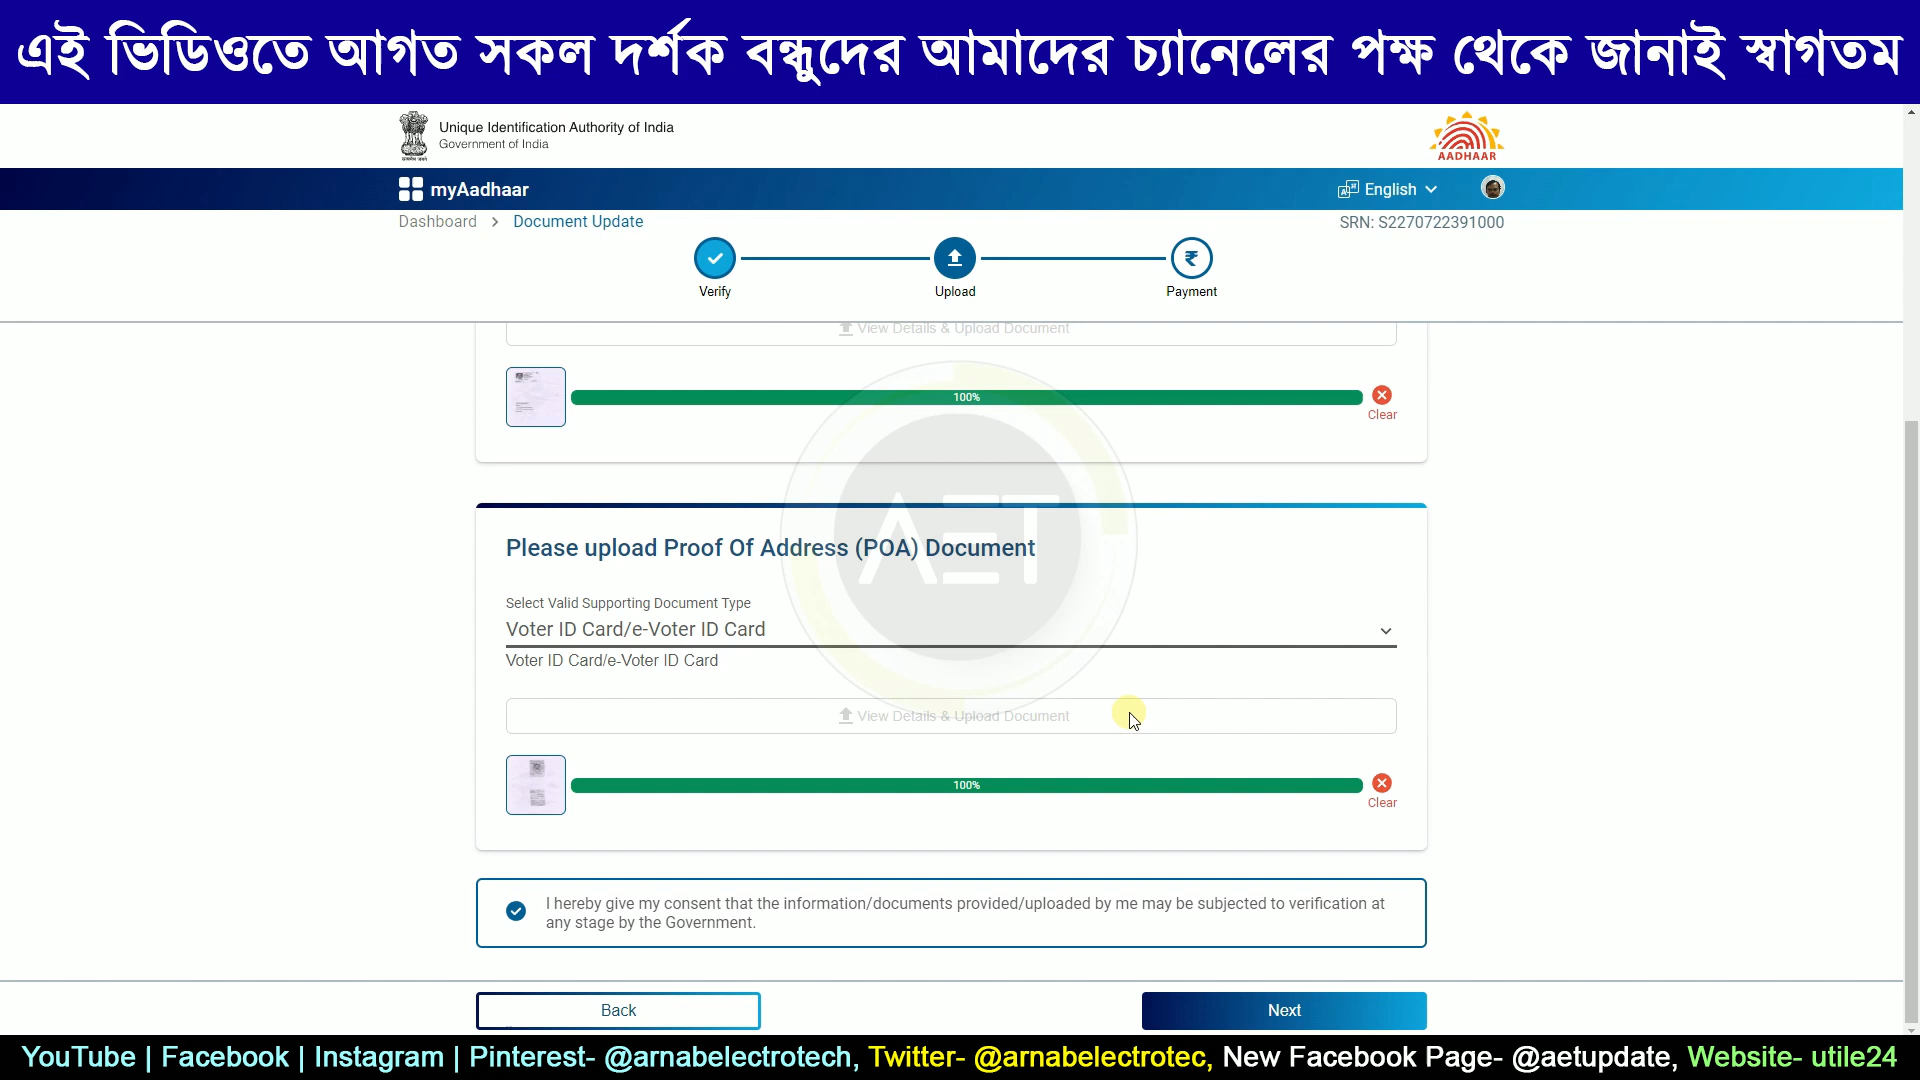 এই ভিডিওতে আগত সকল দর্শক বন্ধুদের আমাদের চ্যানেলের পক্ষ থেকে জানাই স্বাগতম
Unique Identification Authority of India
Government of India
AADHAAR
myAadhaar
English
Dashboard > Document Update
SRN: S2270722391000
Verify
Upload
Payment
View Details & Upload Document
100%
Clear
AET
Please upload Proof Of Address (POA) Document
Select Valid Supporting Document Type
Voter ID Card/e-Voter ID Card
Voter ID Card/e-Voter ID Card
View Details & Upload Document
100%
Clear
I hereby give my consent that the information/documents provided/uploaded by me may be subjected to verification at
any stage by the Government.
Back
Next
YouTube | Facebook | Instagram | Pinterest- @arnabelectrotech, Twitter- @arnabelectrotec, New Facebook Page- @aetupdate, Website- utile24